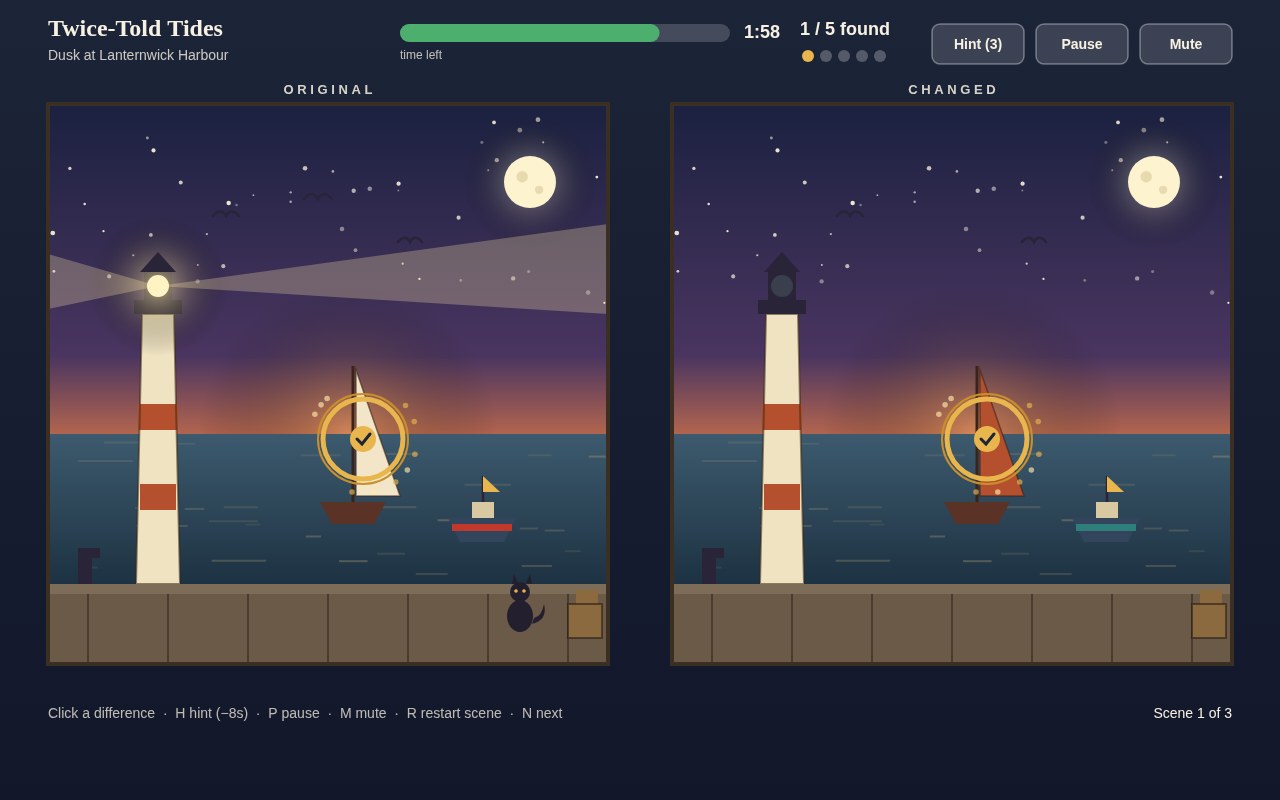 Twice-Told Tides
Dusk at Lanternwick Harbour
time left
1:58
1 / 5 found
Hint (3)
Pause
Mute
ORIGINAL
CHANGED
Click a difference · H hint (−8s) · P pause · M mute · R restart scene · N next
Scene 1 of 3